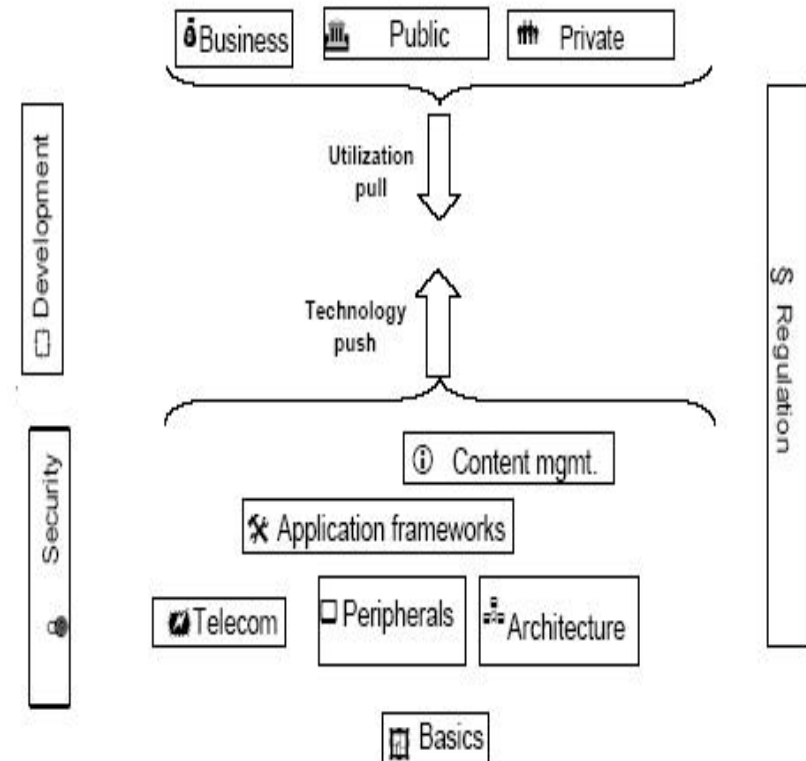 Business
Public
Private
Utilization
pull
Development
Technology
push
§ Regulation
Content mgmt.
Security
Application frameworks
Telecom
Peripherals
Architecture
Basics